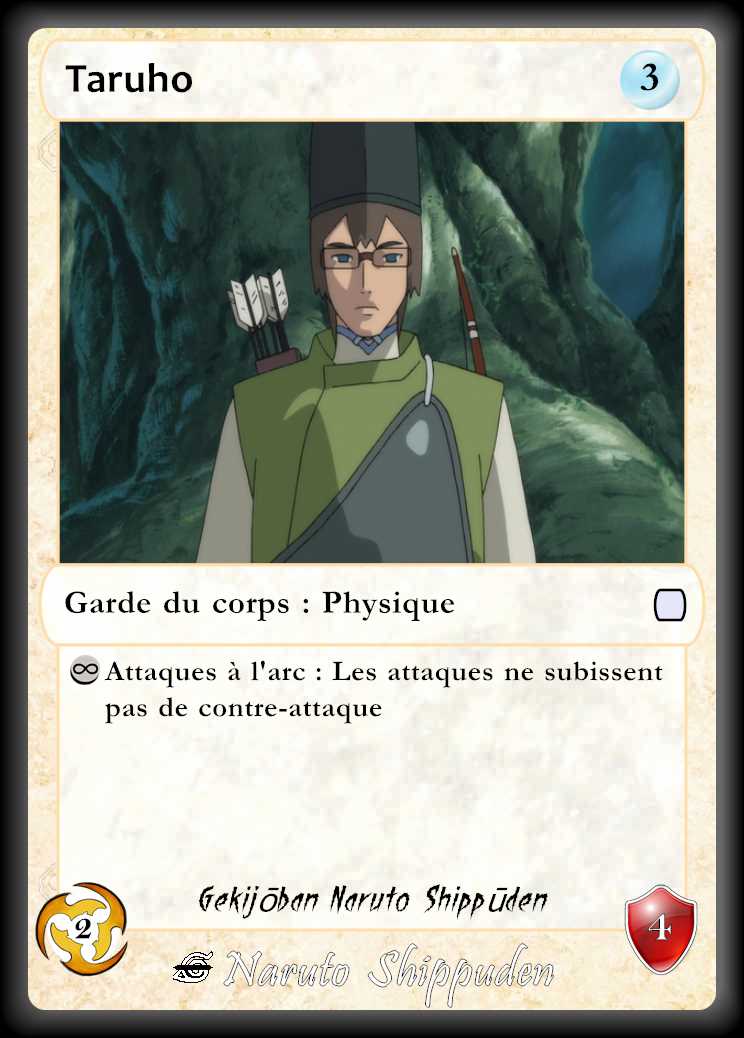 Taruho
3
Garde du corps : Physique
∞ Attaques à l'arc : Les attaques ne subissent
pas de contre-attaque
Gekijōban Naruto Shippūden
2
4
Naruto Shippuden